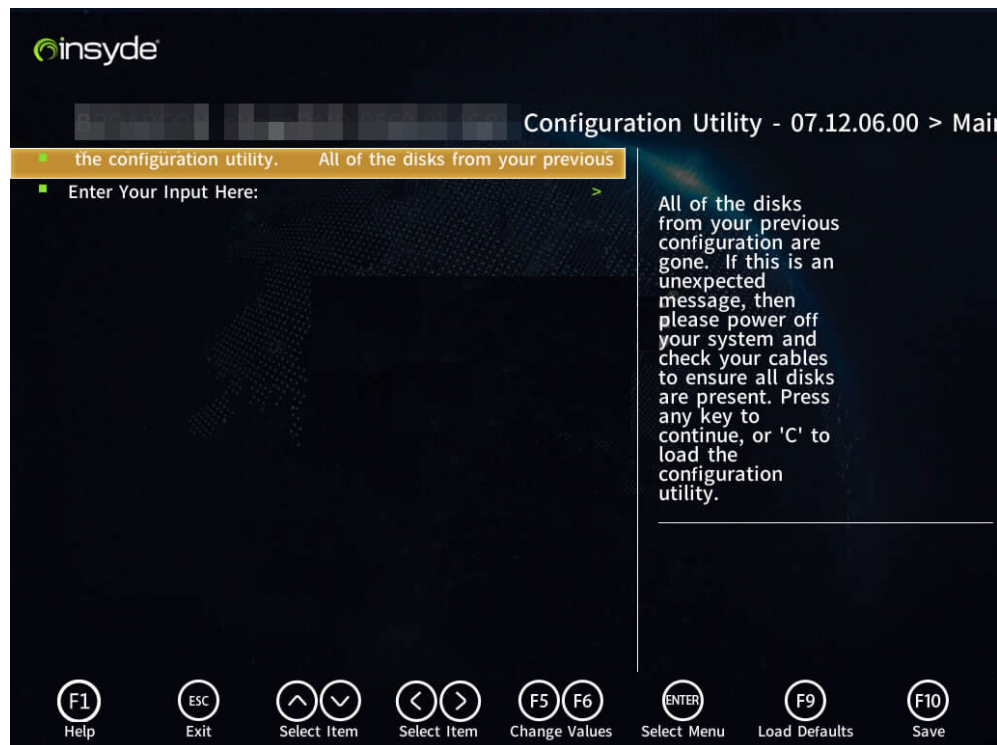 insyde
Configuration Utility - 07.12.06.00 > Mai
the configuration utility. All of the disks from your previous
Enter Your Input Here: >
All of the disks
from your previous
configuration are
gone. If this is an
unexpected
message, then
please power off
your system and
check your cables
to ensure all disks
are present. Press
any key to
continue, or 'C' to
load the
configuration
utility.
F1 ESC F5 F6 ENTER F9 F10
Help Exit Select Item Select Item Change Values Select Menu Load Defaults Save